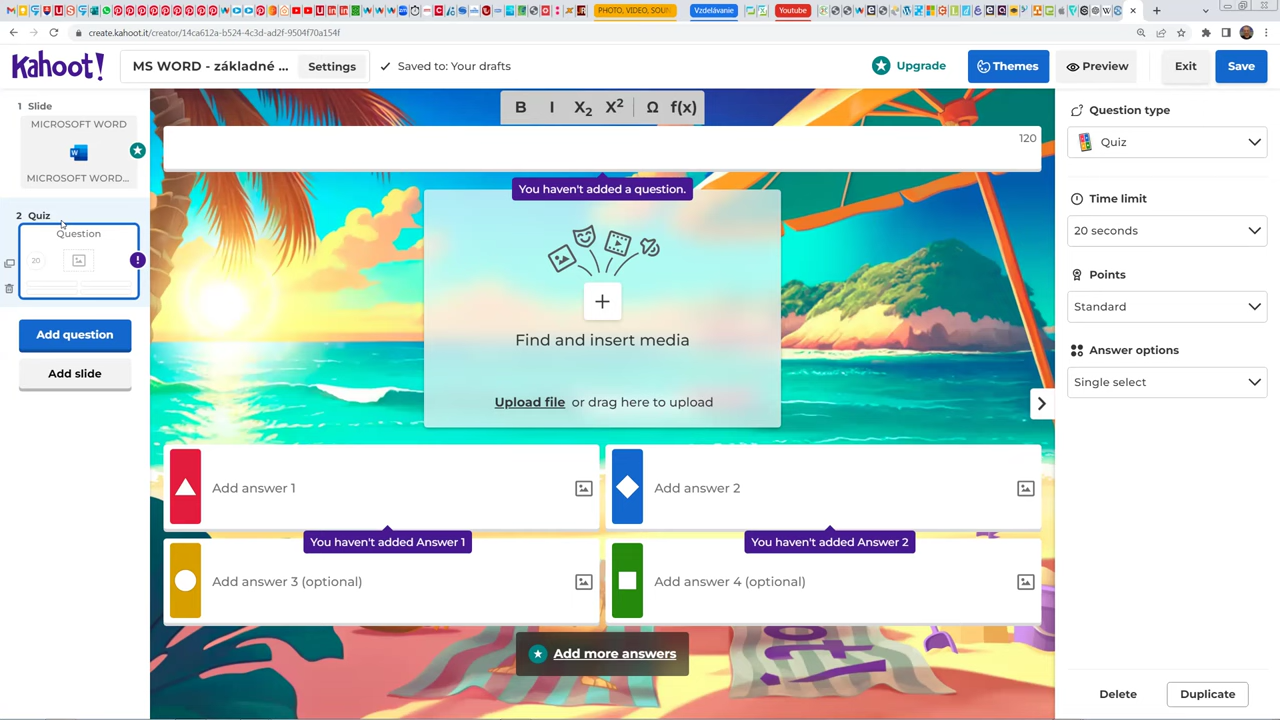 PHOTO, VIDEO, SOUN
Vzdelávanie
Youtube
create.kahoot.it/creator/14ca612a-b524-4c3d-ad2f-9504f70a154f
Kahoot!
MS WORD - základné ...
Settings
Saved to: Your drafts
Upgrade
Themes
Preview
Exit
Save
1 Slide
MICROSOFT WORD
MICROSOFT WORD...
2 Quiz
Question
20
Add question
Add slide
B I X2 X2 Ω f(x)
120
You haven't added a question.
Find and insert media
Upload file or drag here to upload
Add answer 1
Add answer 2
You haven't added Answer 1
You haven't added Answer 2
Add answer 3 (optional)
Add answer 4 (optional)
Add more answers
Question type
Quiz
Time limit
20 seconds
Points
Standard
Answer options
Single select
Delete
Duplicate